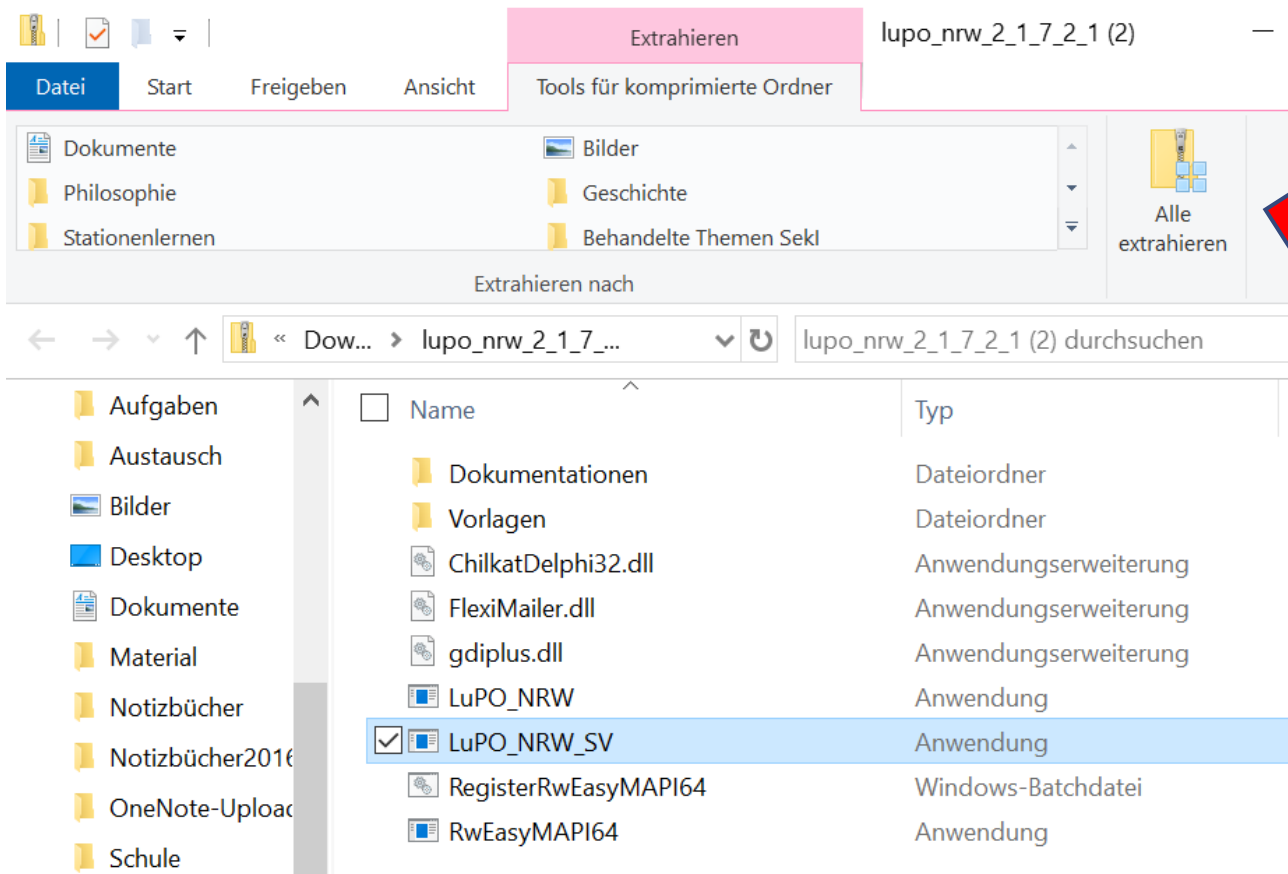 Extrahieren lupo_nrw_2_1_7_2_1 (2)
Datei Start Freigeben Ansicht Tools für komprimierte Ordner
Dokumente Bilder
Philosophie Geschichte
Stationenlernen Behandelte Themen SekI
Alle
extrahieren
Extrahieren nach
« Dow... > lupo_nrw_2_1_7_... lupo_nrw_2_1_7_2_1 (2) durchsuchen
Name Typ
Aufgaben
Austausch
Bilder
Desktop
Dokumente
Material
Notizbücher
Notizbücher2016
OneNote-Upload
Schule
Dokumentationen Dateiordner
Vorlagen Dateiordner
ChilkatDelphi32.dll Anwendungserweiterung
FlexiMailer.dll Anwendungserweiterung
gdiplus.dll Anwendungserweiterung
LuPO_NRW Anwendung
LuPO_NRW_SV Anwendung
RegisterRwEasyMAPI64 Windows-Batchdatei
RwEasyMAPI64 Anwendung